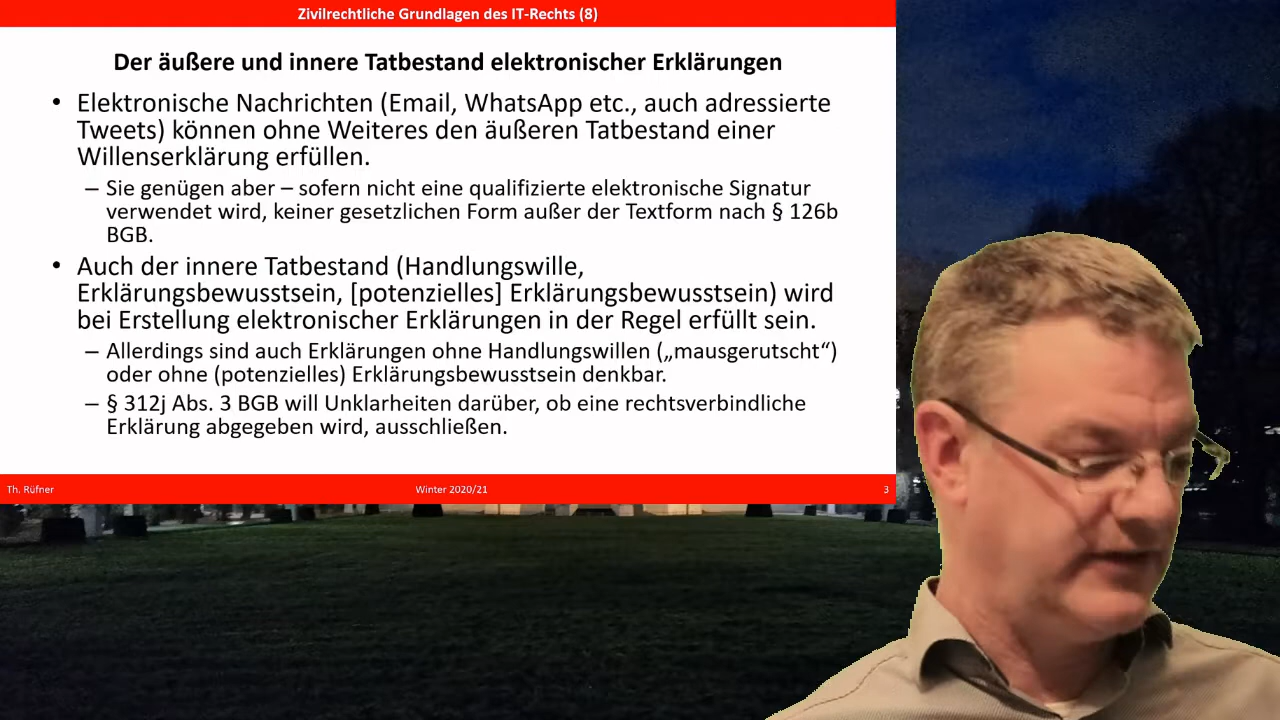 Zivilrechtliche Grundlagen des IT-Rechts (8)
Der äußere und innere Tatbestand elektronischer Erklärungen
• Elektronische Nachrichten (Email, WhatsApp etc., auch adressierte
Tweets) können ohne Weiteres den äußeren Tatbestand einer
Willenserklärung erfüllen.
– Sie genügen aber – sofern nicht eine qualifizierte elektronische Signatur
verwendet wird, keiner gesetzlichen Form außer der Textform nach § 126b
BGB.
• Auch der innere Tatbestand (Handlungswille,
Erklärungsbewusstsein, [potenzielles] Erklärungsbewusstsein) wird
bei Erstellung elektronischer Erklärungen in der Regel erfüllt sein.
– Allerdings sind auch Erklärungen ohne Handlungswillen („mausgerutscht“)
oder ohne (potenzielles) Erklärungsbewusstsein denkbar.
– § 312j Abs. 3 BGB will Unklarheiten darüber, ob eine rechtsverbindliche
Erklärung abgegeben wird, ausschließen.
Th. Rüfner
Winter 2020/21
3